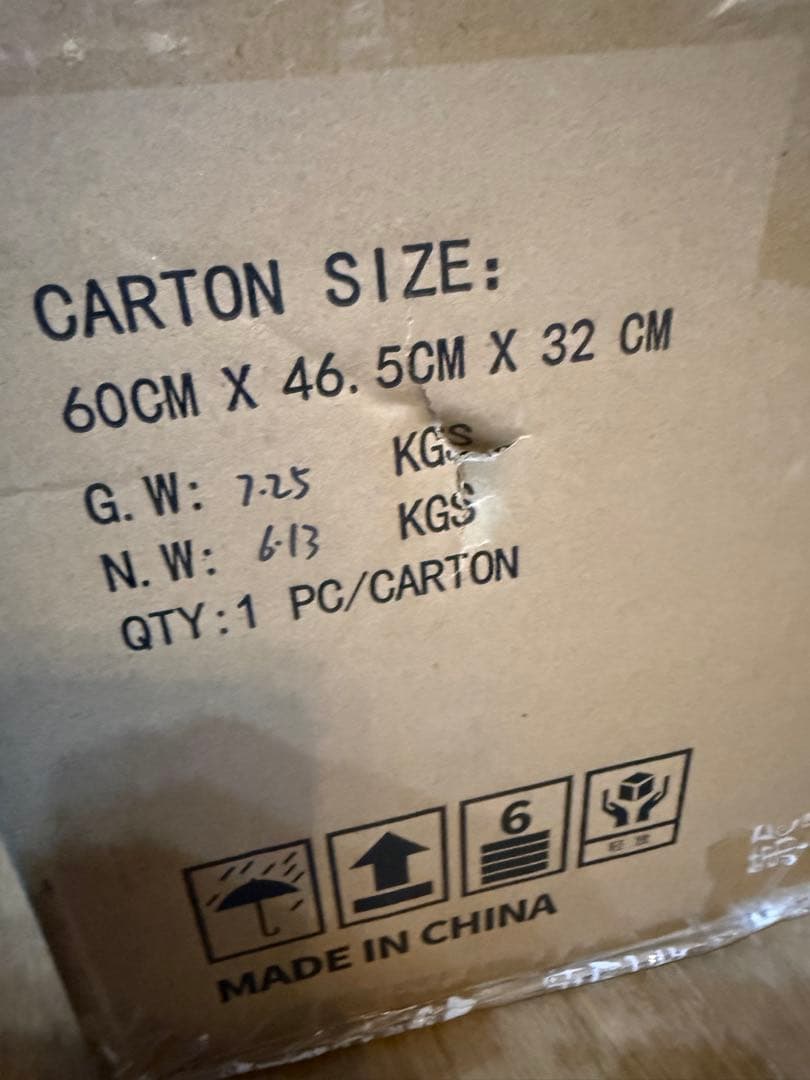 CARTON SIZE:
60CM X 46.5CM X 32 CM
G.W: 7.25 KGS
N.W: 6.13 KGS
QTY:1 PC/CARTON
6
MADE IN CHINA